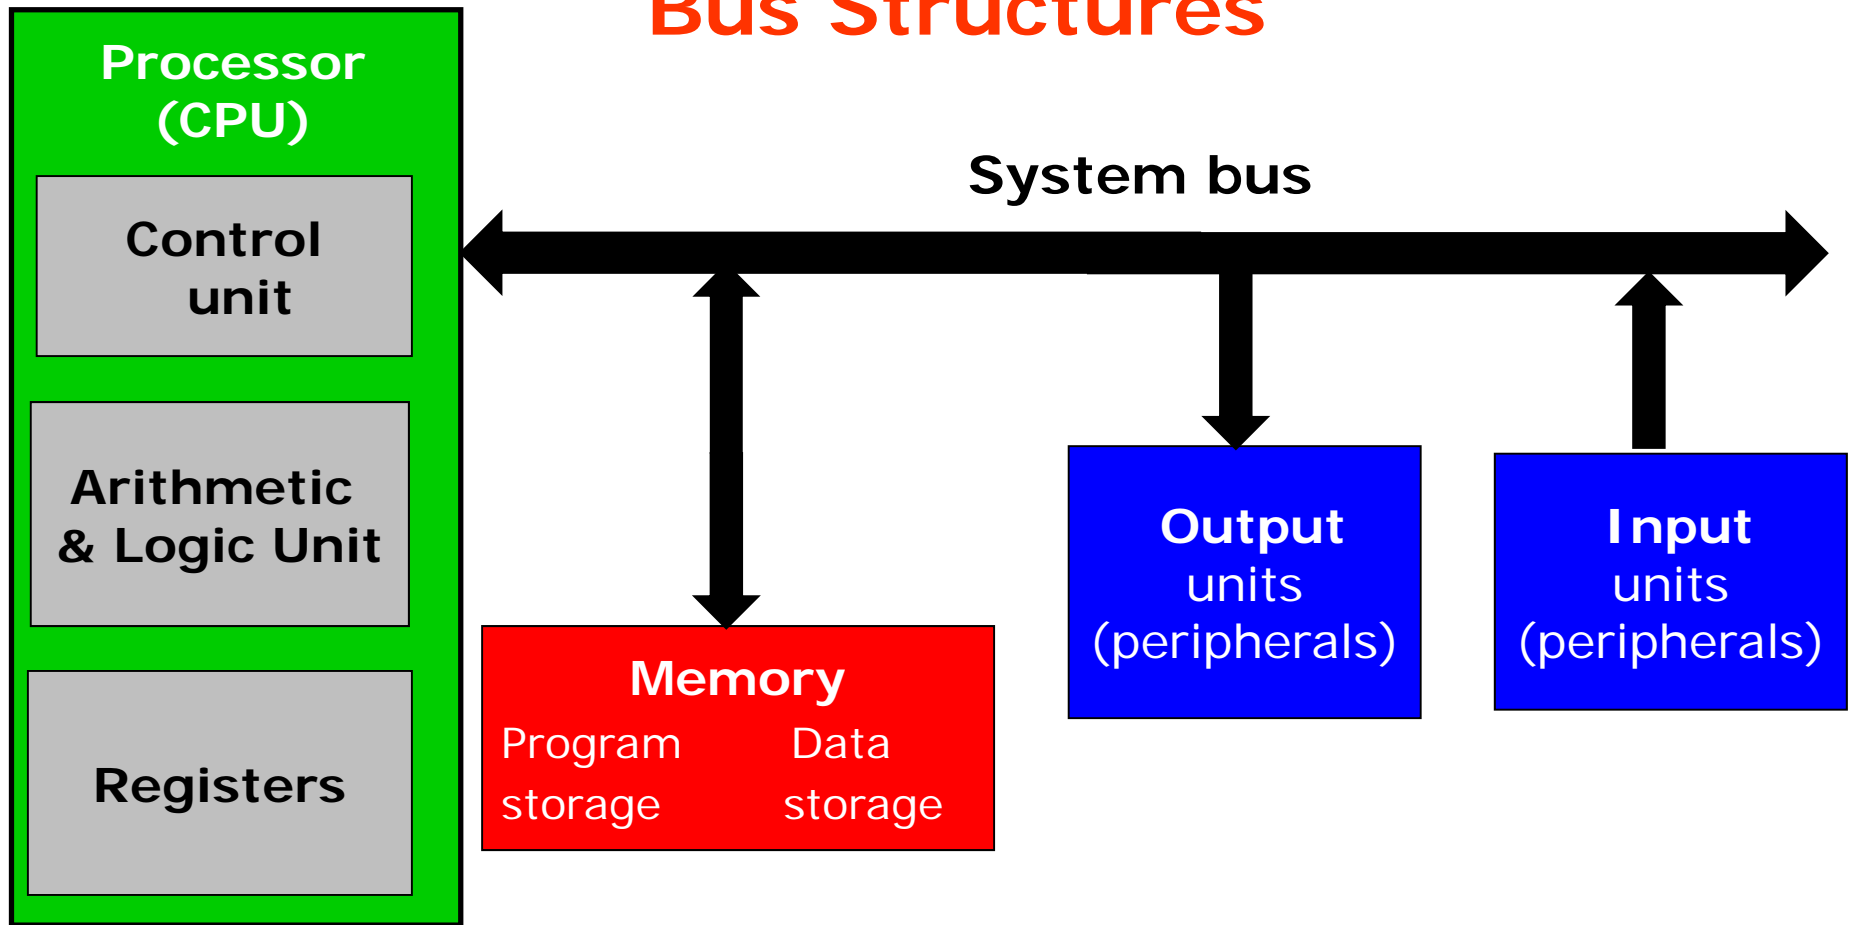 Bus Structures
Processor
(CPU)
Control
unit
Arithmetic
& Logic Unit
Registers
System bus
Memory
Program Data
storage storage
Output
units
(peripherals)
Input
units
(peripherals)